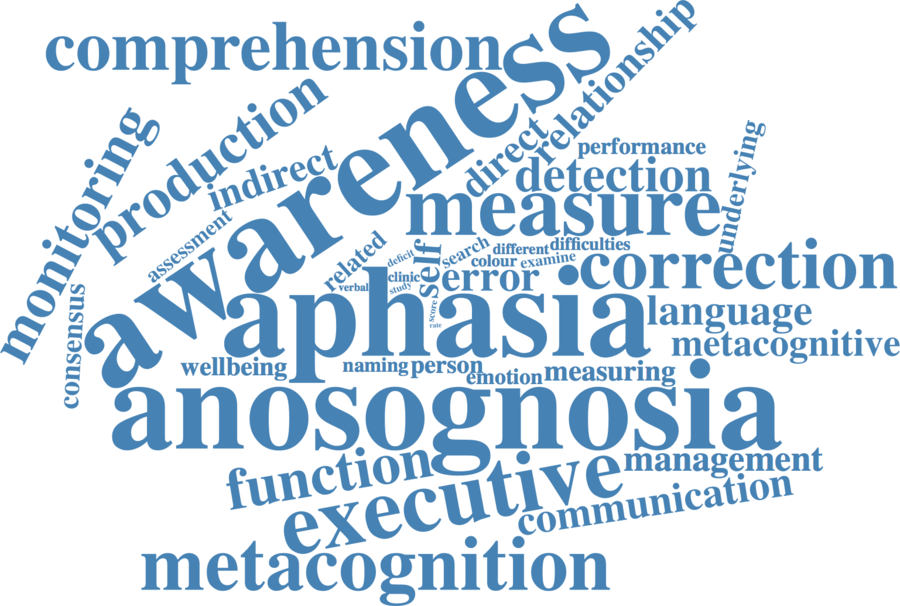 comprehension
awareness
relationship
production
monitoring
indirect
direct
performance
detection
underlying
measure
assessment
related
deficit
self
search
different
difficulties
colour
examine
correction
clinic
verbal
study
error
score
rate
consensus
aphasia
language
metacognitive
wellbeing
naming
person
emotion
measuring
anosognosia
function
executive
management
communication
metacognition